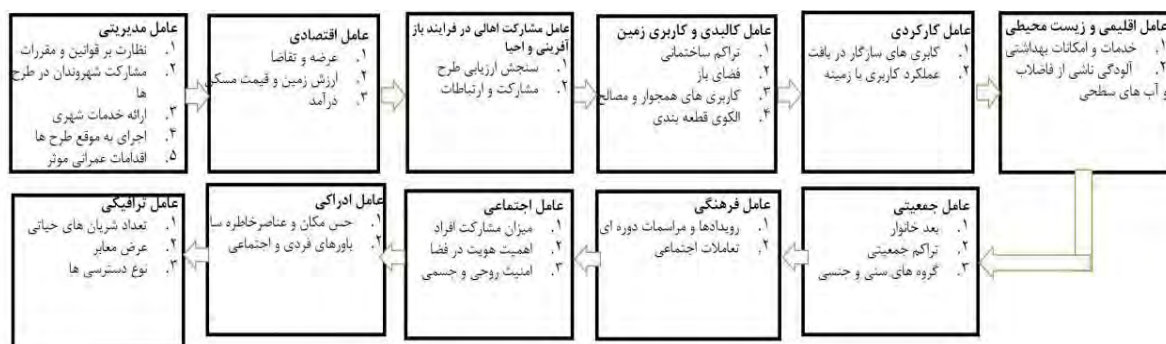 عامل مدیریتی
۱. نظارت بر قوانین و مقررات
۲. مشارکت شهروندان در طرح
ها
۳. ارائه خدمات شهری
۴. اجرای به موقع طرح ها
۵. اقدامات عمرانی موثر
عامل اقتصادی
۱. عرضه و تقاضا
۲. ارزش زمین و قیمت مسک
۳. درآمد
عامل مشارکت اهالی در فرایند باز
آفرینی و احیا
۱. سنجش ارزیابی طرح
۲. مشارکت و ارتباطات
عامل کالبدی و کاربری زمین
۱. تراکم ساختمانی
۲. فضای باز
۳. کاربری های همجوار و مصالح
۴. الگوی قطعه بندی
عامل کارکردی
۱. کابری های سازگار در بافت
۲. عملکرد کاربری با زمینه
عامل اقلیمی و زیست محیطی
۱. خدمات و امکانات بهداشتی
۲. آلودگی ناشی از فاضلاب
و آب های سطحی
عامل جمعیتی
۱. بعد خانوار
۲. تراکم جمعیتی
۳. گروه های سنی و جنسی
عامل فرهنگی
۱. رویدادها و مراسمات دوره ای
۲. تعاملات اجتماعی
عامل اجتماعی
۱. میزان مشارکت افراد
۲. اهمیت هویت در فضا
۳. امنیت روحی و جسمی
عامل ادراکی
۱. حس مکان و عناصرخاطره سا
۲. باورهای فردی و اجتماعی
عامل ترافیکی
۱. تعداد شریان های حیاتی
۲. عرض معابر
۳. نوع دسترسی ها